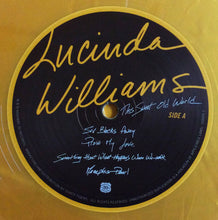 Lucinda
Williams
This Sweet Old World
SIDE A
Six Blocks Away
Prove My Love
Something About What Happens When We Talk
Memphis Pearl